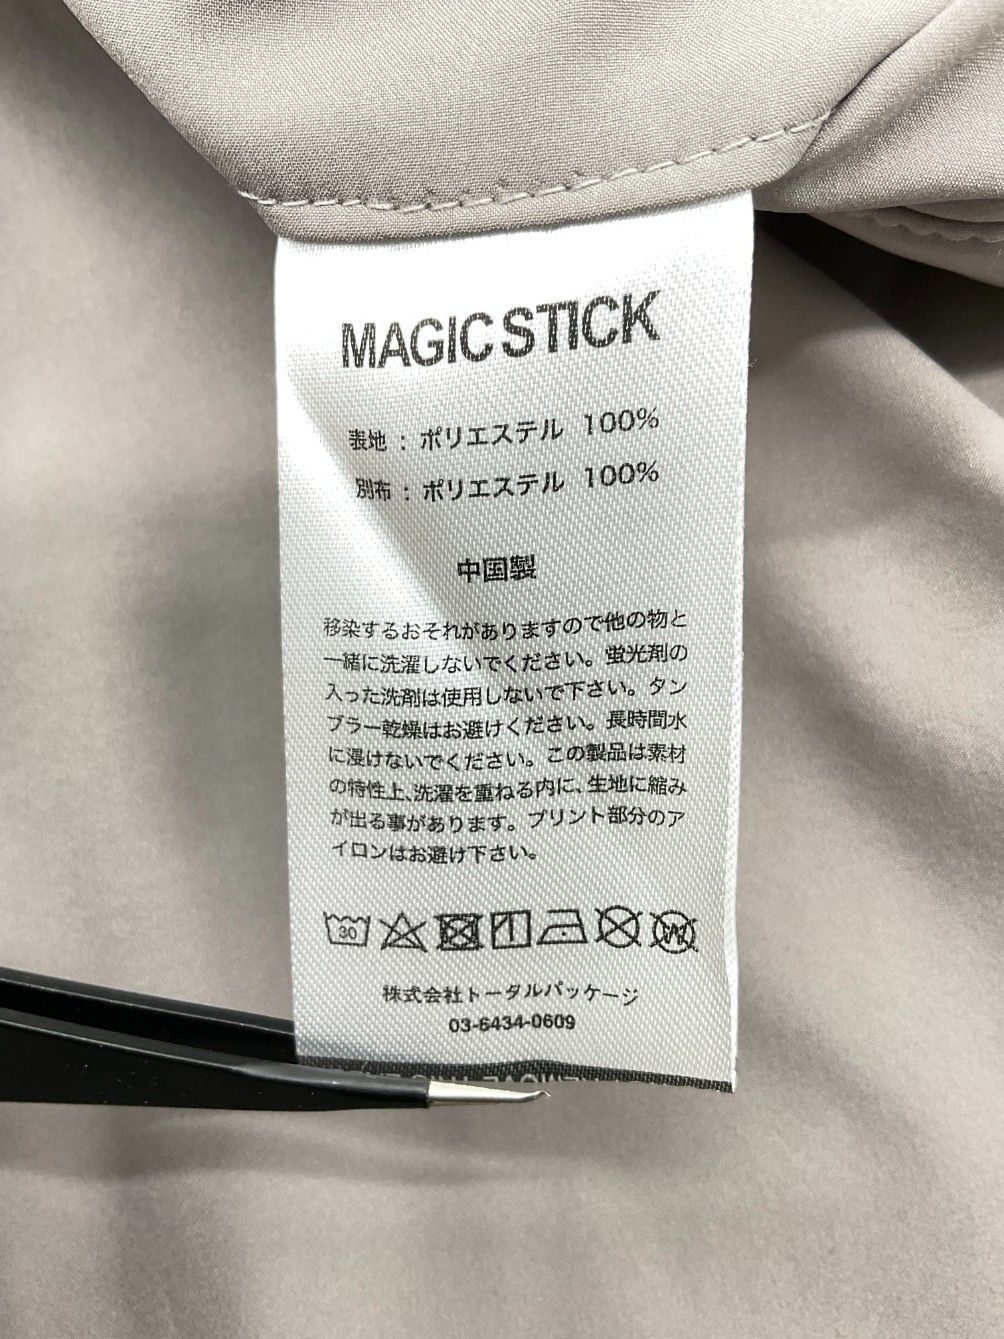 MAGIC STICK
表地 : ポリエステル 100%
別布 : ポリエステル 100%
中国製
移染するおそれがありますので他の物と
一緒に洗濯しないでください。蛍光剤の
入った洗剤は使用しないで下さい。タン
ブラー乾燥はお避けください。長時間水
に浸けないでください。この製品は素材
の特性上、洗濯を重ねる内に、生地に縮み
が出る事があります。プリント部分のア
イロンはお避け下さい。
30 W
株式会社トータルパッケージ
03-6434-0609